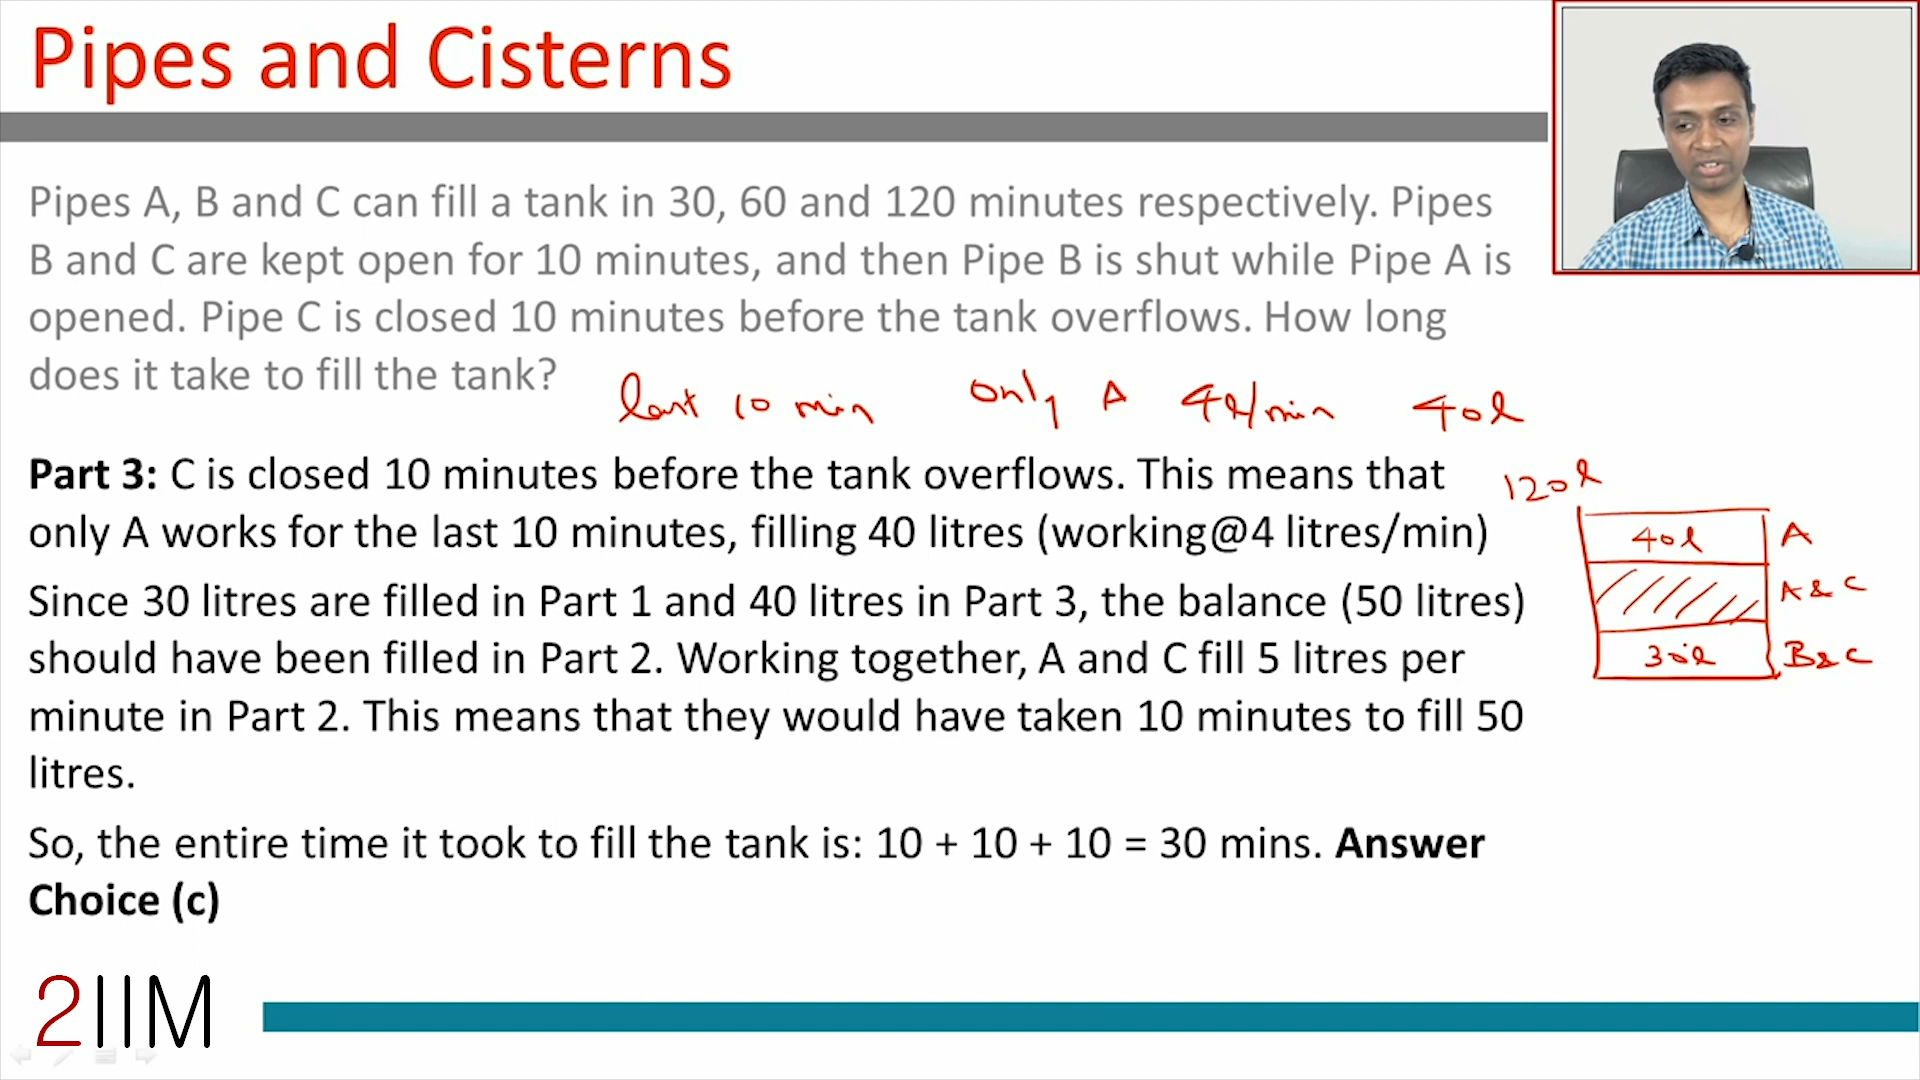 Pipes and Cisterns
Pipes A, B and C can fill a tank in 30, 60 and 120 minutes respectively. Pipes
B and C are kept open for 10 minutes, and then Pipe B is shut while Pipe A is
opened. Pipe C is closed 10 minutes before the tank overflows. How long
does it take to fill the tank?
last 10 min only A 4l/min 40l
Part 3: C is closed 10 minutes before the tank overflows. This means that
only A works for the last 10 minutes, filling 40 litres (working@4 litres/min)
Since 30 litres are filled in Part 1 and 40 litres in Part 3, the balance (50 litres)
should have been filled in Part 2. Working together, A and C fill 5 litres per
minute in Part 2. This means that they would have taken 10 minutes to fill 50
litres.
So, the entire time it took to fill the tank is: 10 + 10 + 10 = 30 mins. Answer
Choice (c)
120l
40l A
A & C
30l B & C
2IIM